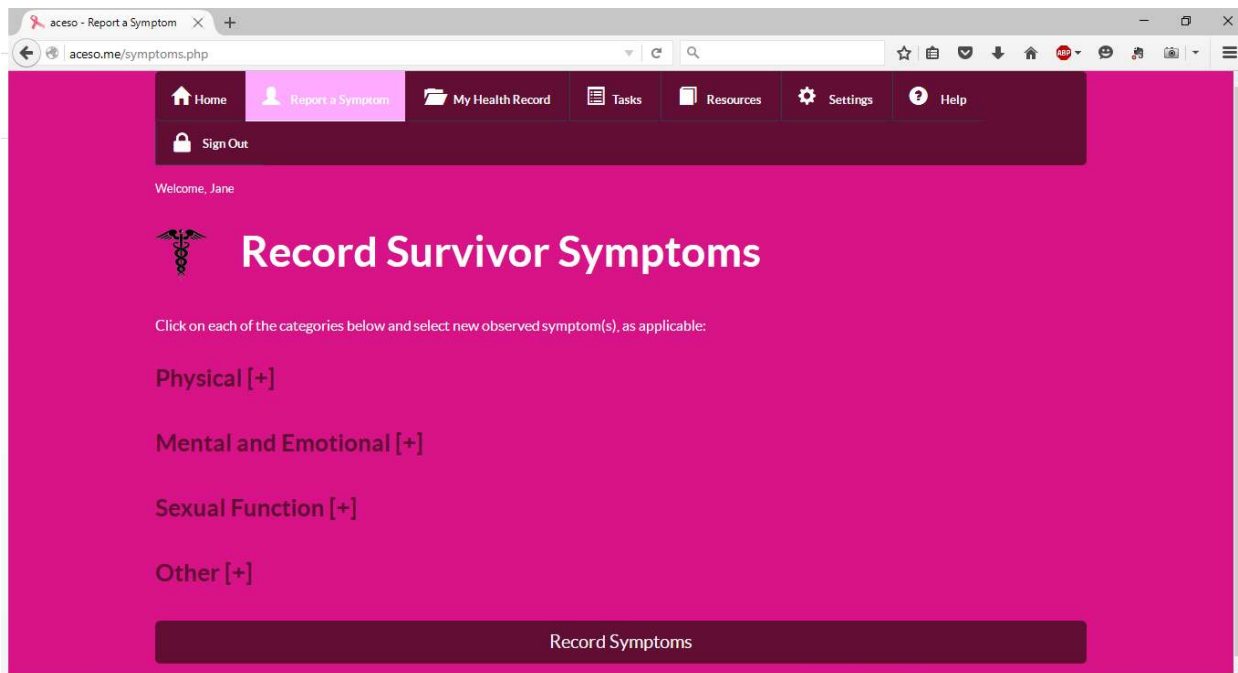 aceso - Report a Symptom
aceso.me/symptoms.php
ABP
Home Report a Symptom My Health Record Tasks Resources Settings Help
Sign Out
Welcome, Jane
Record Survivor Symptoms
Click on each of the categories below and select new observed symptom(s), as applicable:
Physical [+]
Mental and Emotional [+]
Sexual Function [+]
Other [+]
Record Symptoms